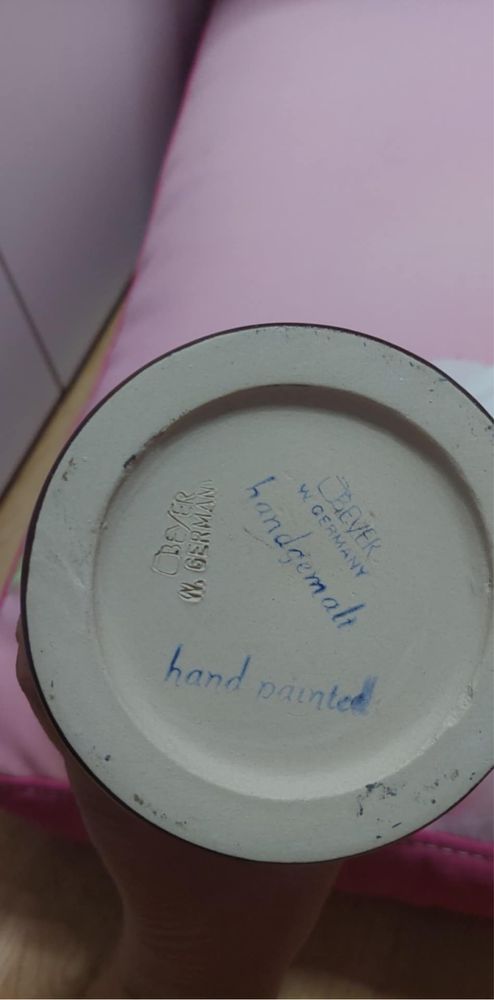 BEYER
W. GERMANY
BEYER
W. GERMANY
handgemalt
hand painted